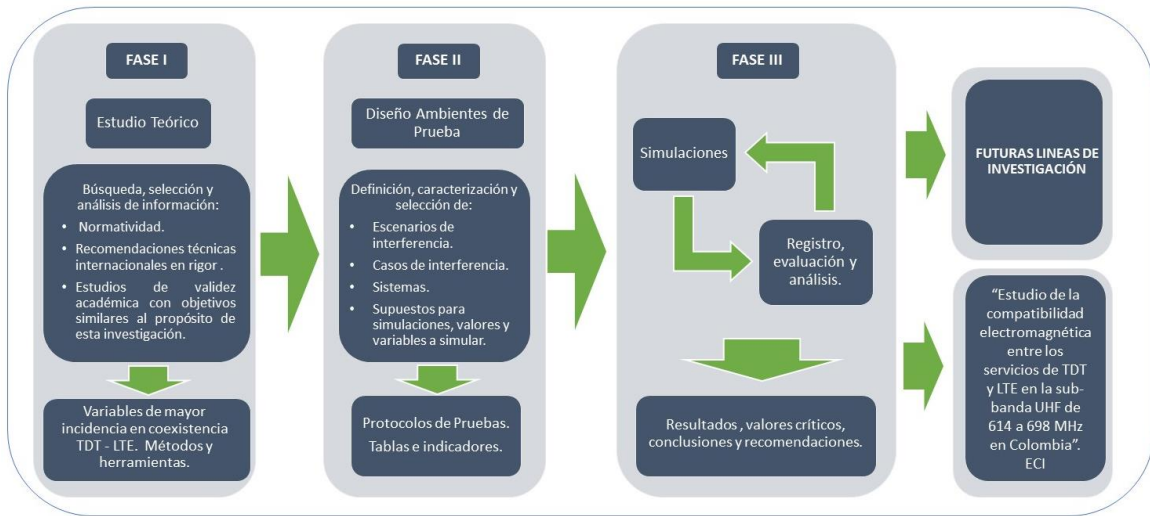 FASE I
Estudio Teórico
Búsqueda, selección y
análisis de información:
• Normatividad.
• Recomendaciones técnicas
internacionales en rigor .
• Estudios de validez
académica con objetivos
similares al propósito de
esta investigación.
Variables de mayor
incidencia en coexistencia
TDT - LTE. Métodos y
herramientas.
FASE II
Diseño Ambientes de
Prueba
Definición, caracterización y
selección de:
• Escenarios de
interferencia.
• Casos de interferencia.
• Sistemas.
• Supuestos para
simulaciones, valores y
variables a simular.
Protocolos de Pruebas.
Tablas e indicadores.
FASE III
Simulaciones
Registro,
evaluación y
análisis.
Resultados , valores críticos,
conclusiones y recomendaciones.
FUTURAS LINEAS DE
INVESTIGACIÓN
“Estudio de la
compatibilidad
electromagnética
entre los
servicios de TDT
y LTE en la sub-
banda UHF de
614 a 698 MHz
en Colombia”.
ECI